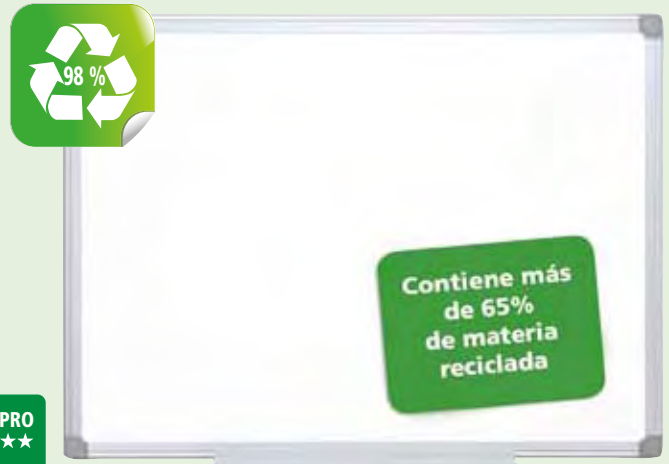 98 %
Contiene más
de 65%
de materia
reciclada
PRO
★★